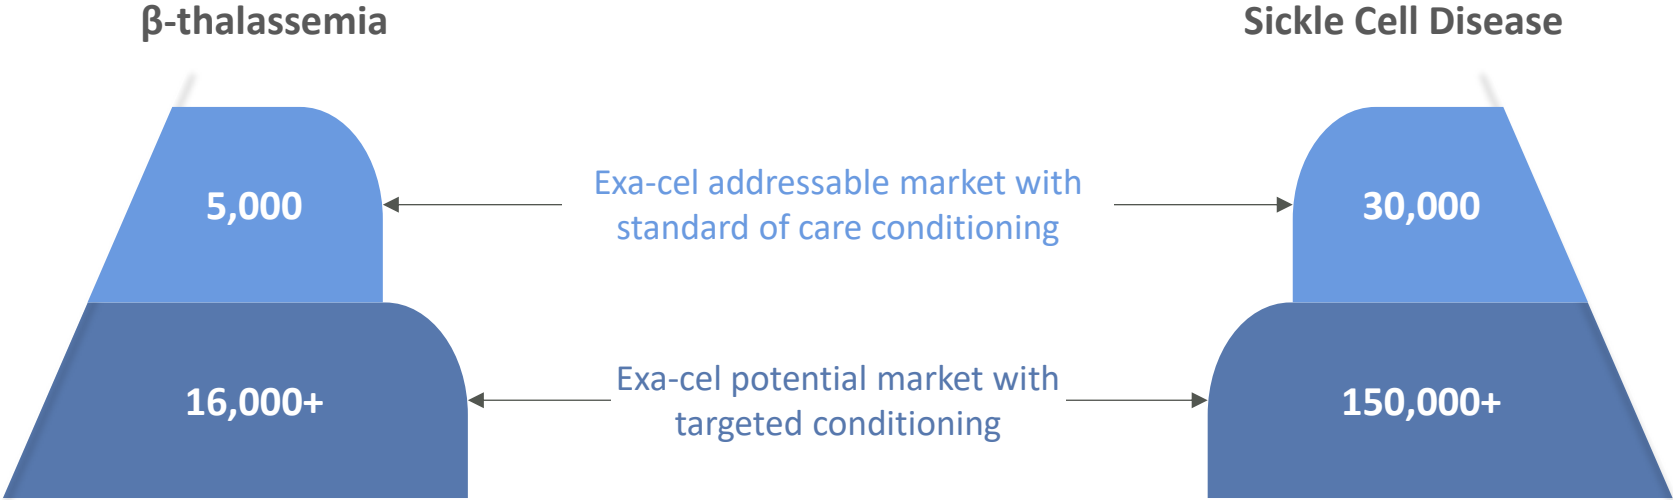 β-thalassemia
Sickle Cell Disease
5,000
Exa-cel addressable market with
standard of care conditioning
30,000
16,000+
Exa-cel potential market with
targeted conditioning
150,000+